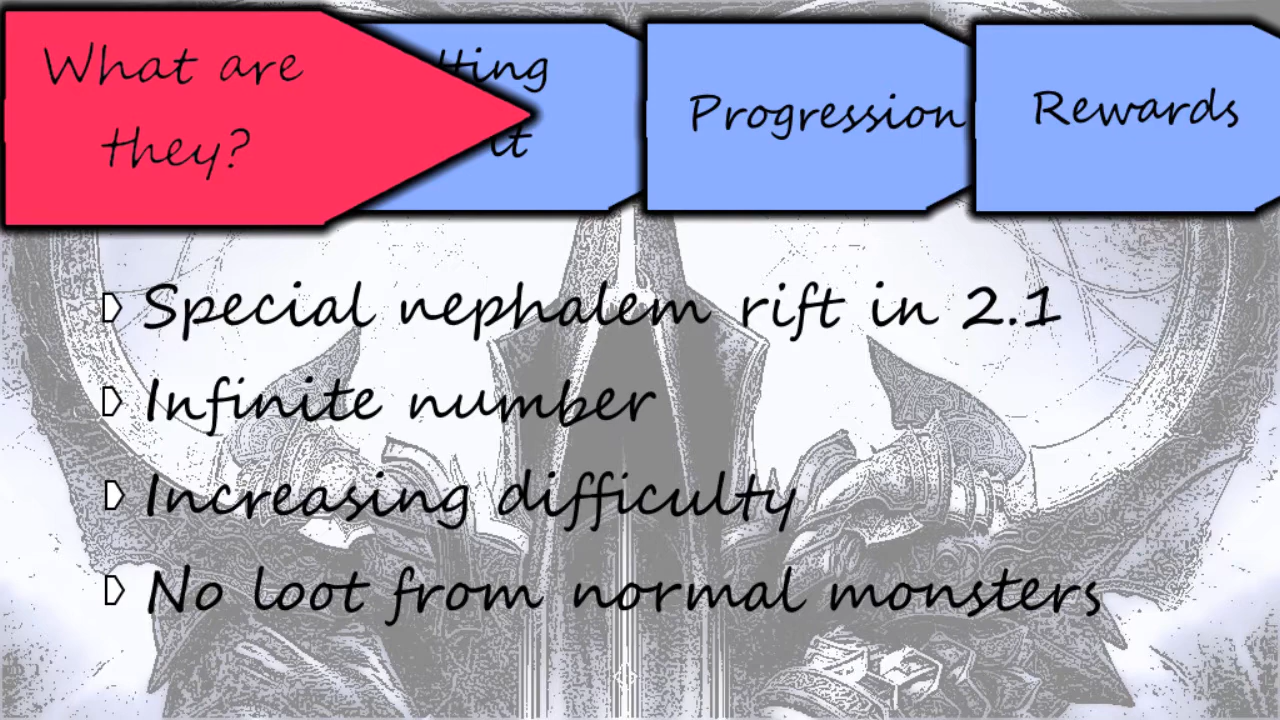 What are
they?
Progression
Rewards
Special nephalem rift in 2.1
Infinite number
Increasing difficulty
No loot from normal monsters